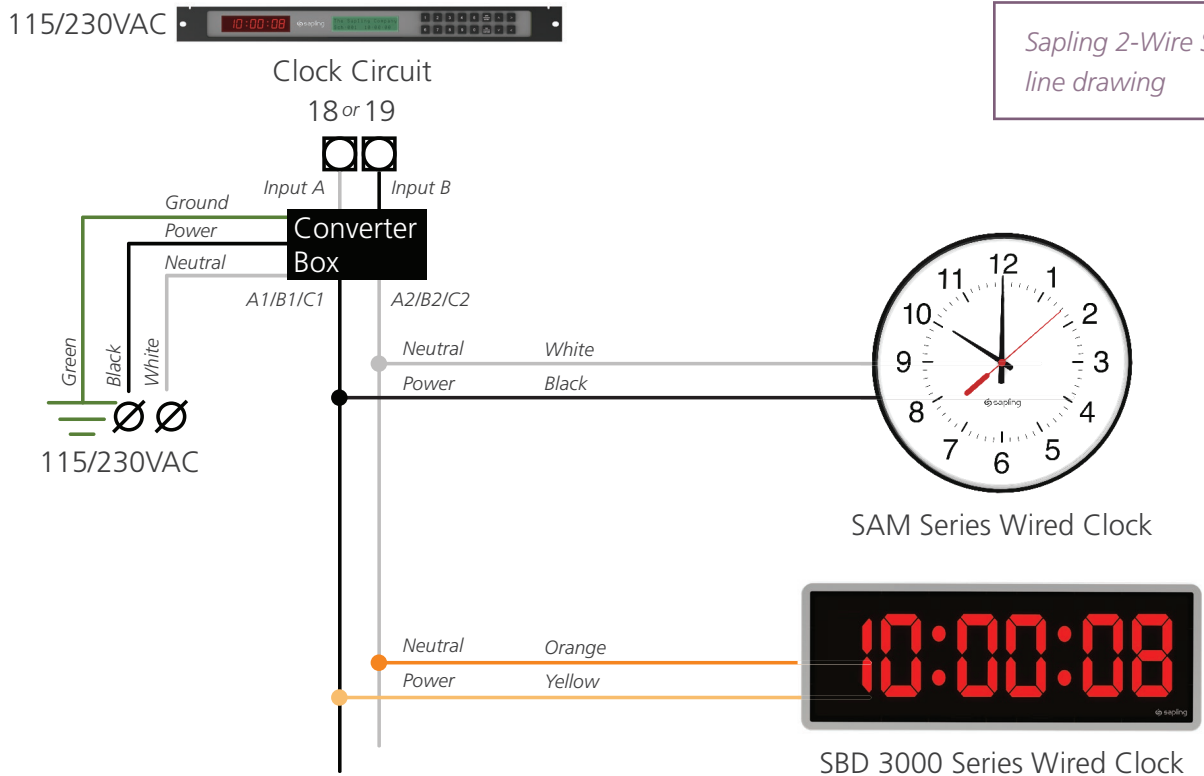 115/230VAC
10:00:08
sapling
Sapling 2-Wire
line drawing
Clock Circuit
18 or 19
Input A
Input B
Ground
Power
Neutral
Converter
Box
A1/B1/C1
A2/B2/C2
Green
Black
White
115/230VAC
Neutral White
Power Black
12
1
2
3
4
5
6
7
8
9
10
11
sapling
SAM Series Wired Clock
Neutral Orange
Power Yellow
10:00:08
sapling
SBD 3000 Series Wired Clock